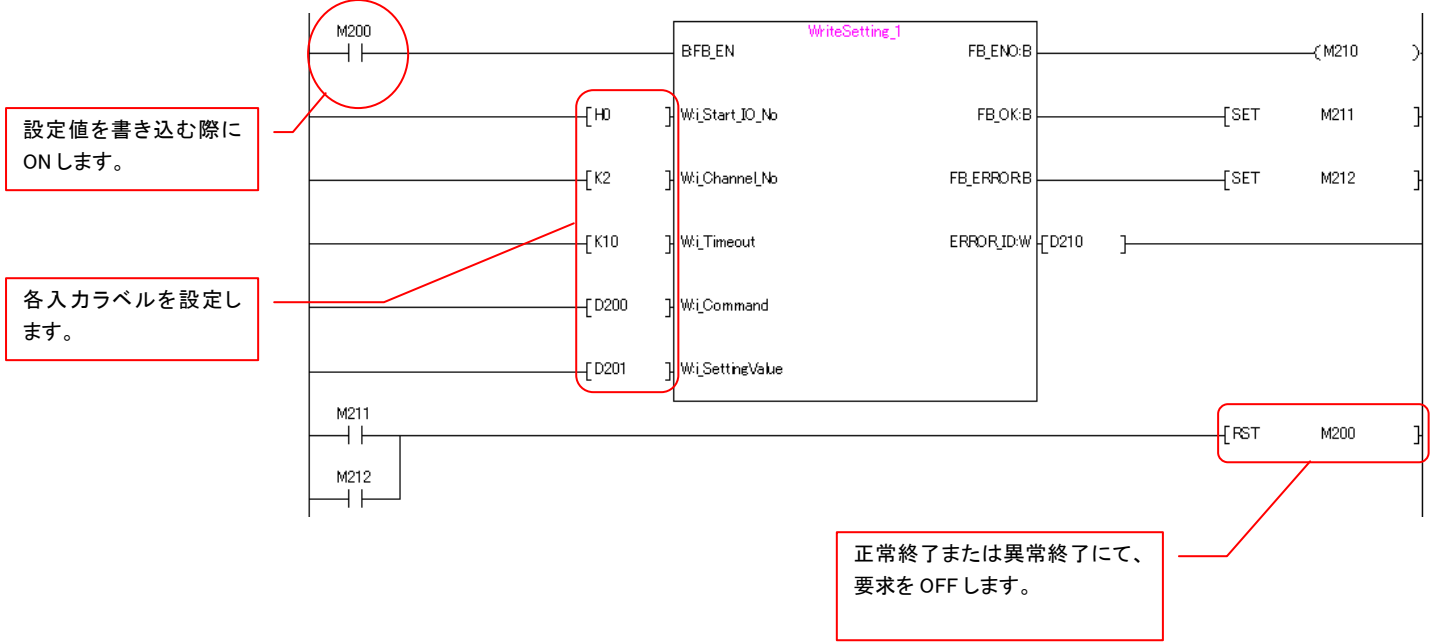 WriteSetting_1
M200
B:FB_EN FB_ENO:B (M210 )
設定値を書き込む際に
ONします。
[H0 ] W:i_Start_IO_No FB_OK:B [SET M211 ]
[K2 ] W:i_Channel_No FB_ERROR:B [SET M212 ]
[K10 ] W:i_Timeout ERROR_ID:W [D210 ]
各入力ラベルを設定し
ます。
[D200 ] W:i_Command
[D201 ] W:i_SettingValue
M211
[RST M200 ]
M212
正常終了または異常終了にて、
要求を OFF します。